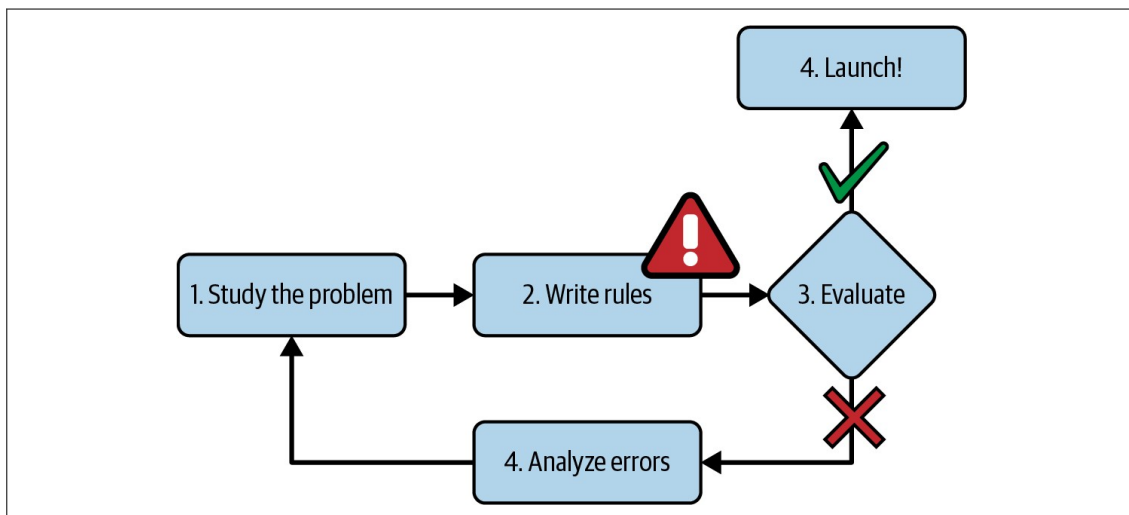 4. Launch!
1. Study the problem
2. Write rules
3. Evaluate
4. Analyze errors